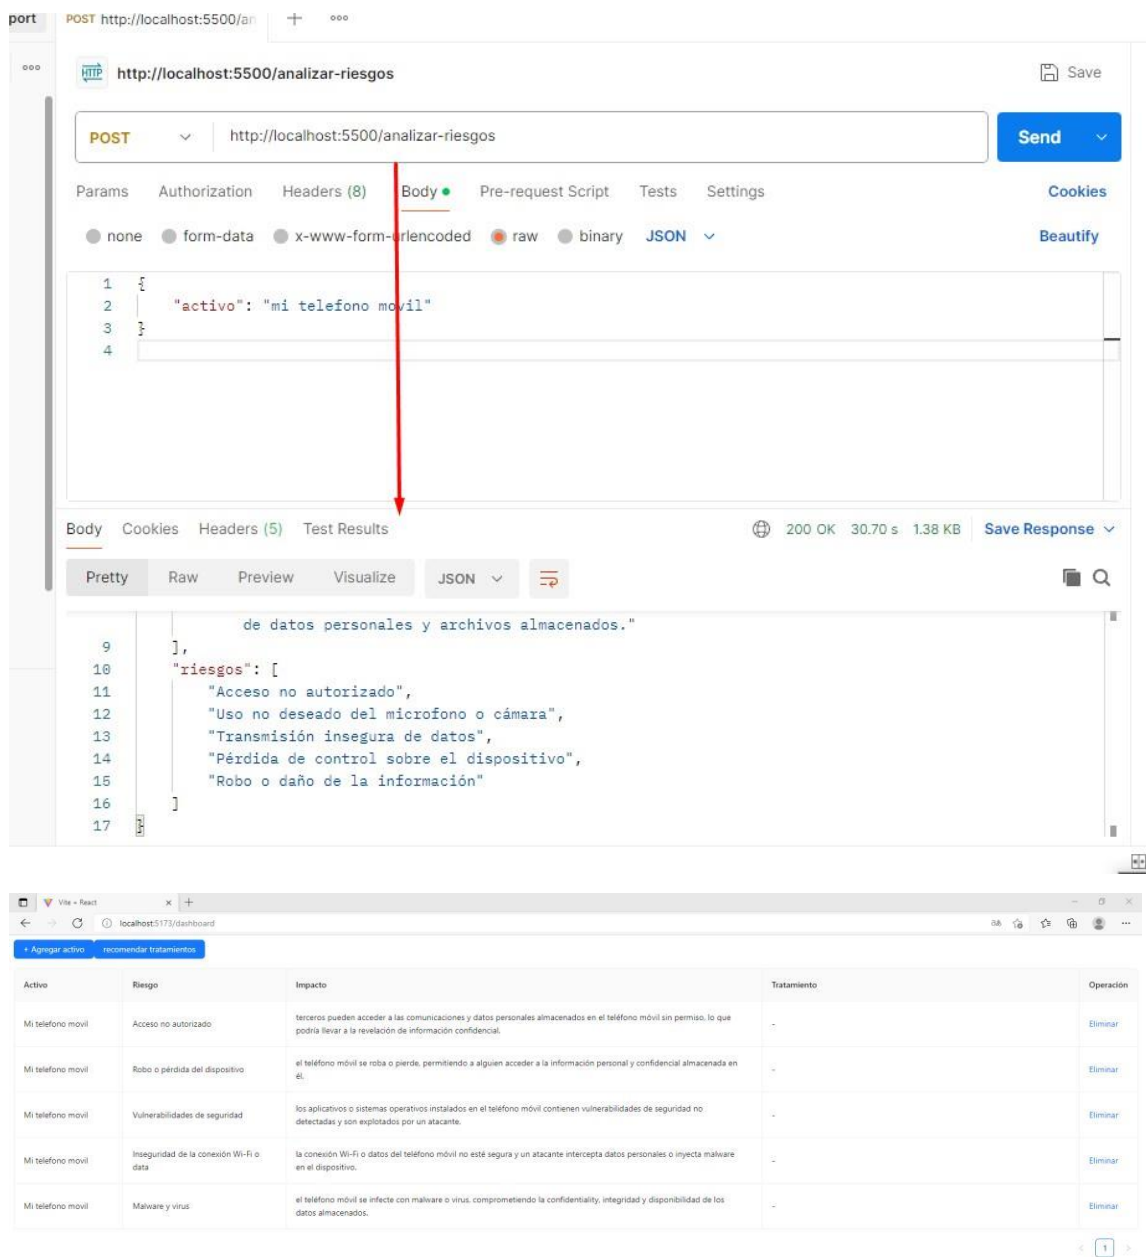 port POST http://localhost:5500/an + ooo
ooo HTTP http://localhost:5500/analizar-riesgos Save
POST http://localhost:5500/analizar-riesgos Send
Params Authorization Headers (8) Body Pre-request Script Tests Settings Cookies
none form-data x-www-form-urlencoded raw binary JSON Beautify
1 {
2 "activo": "mi telefono movil"
3 }
4
Body Cookies Headers (5) Test Results 200 OK 30.70 s 1.38 KB Save Response
Pretty Raw Preview Visualize JSON
de datos personales y archivos almacenados."
9 ],
10 "riesgos": [
11 "Acceso no autorizado",
12 "Uso no deseado del microfono o cámara",
13 "Transmisión insegura de datos",
14 "Pérdida de control sobre el dispositivo",
15 "Robo o daño de la información"
16 ]
17 }
Vite + React
localhost:5173/dashboard
+ Agregar activo recomendar tratamientos
Activo Riesgo Impacto Tratamiento Operación
Mi telefono movil Acceso no autorizado terceros pueden acceder a las comunicaciones y datos personales almacenados en el teléfono móvil sin permiso, lo que - Eliminar
podría llevar a la revelación de información confidencial.
Mi telefono movil Robo o pérdida del dispositivo el teléfono móvil se roba o pierde, permitiendo a alguien acceder a la información personal y confidencial almacenada en - Eliminar
él.
Mi telefono movil Vulnerabilidades de seguridad los aplicativos o sistemas operativos instalados en el teléfono móvil contienen vulnerabilidades de seguridad no - Eliminar
detectadas y son explotados por un atacante.
Mi telefono movil Inseguridad de la conexión Wi-Fi o la conexión Wi-Fi o datos del teléfono móvil no esté segura y un atacante intercepta datos personales o inyecta malware - Eliminar
data en el dispositivo.
Mi telefono movil Malware y virus el teléfono móvil se infecte con malware o virus, comprometiendo la confidentiality, integridad y disponibilidad de los - Eliminar
datos almacenados.
< 1 >